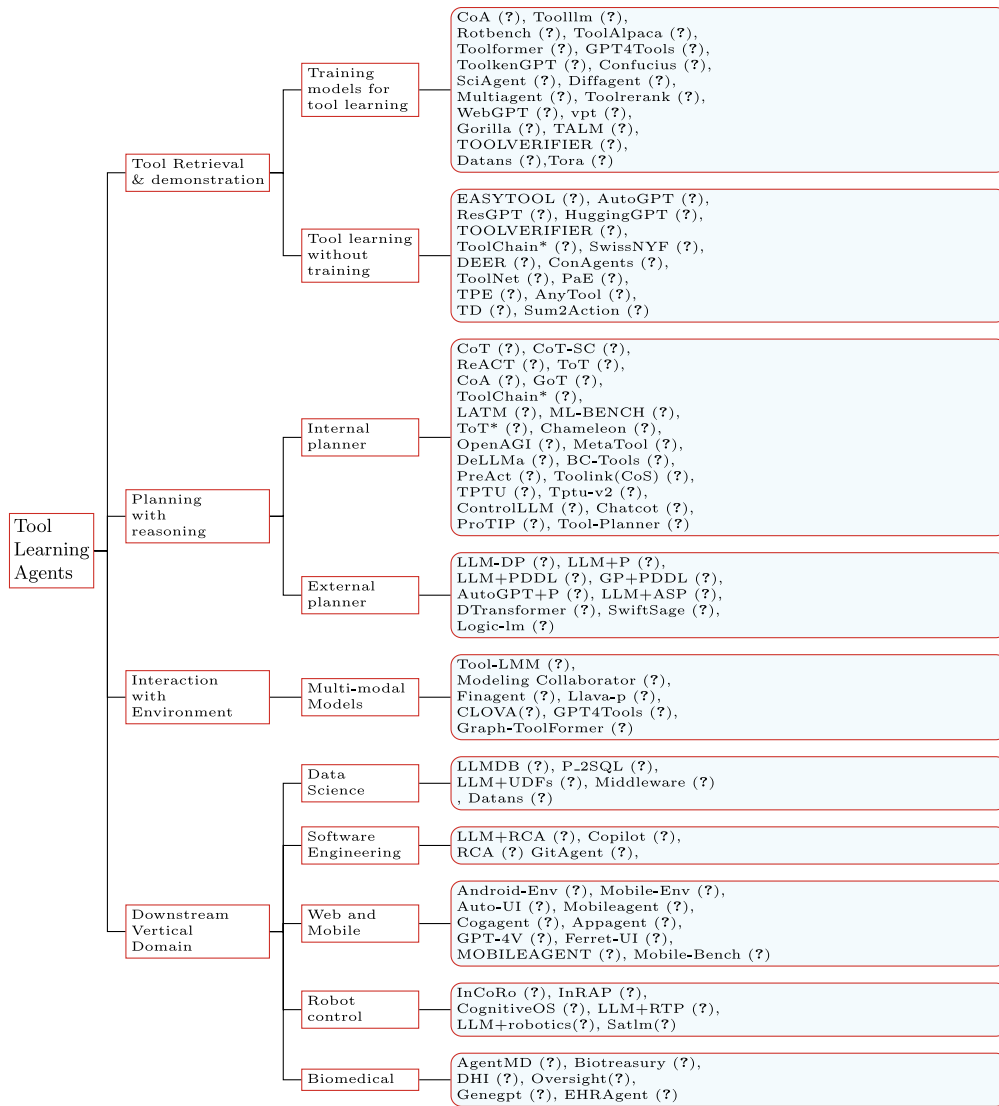 Tool
Learning
Agents
Tool Retrieval
& demonstration
Training
models for
tool learning
CoA (?), Toolllm (?),
Rotbench (?), ToolAlpaca (?),
Toolformer (?), GPT4Tools (?),
ToolkenGPT (?), Confucius (?),
SciAgent (?), Diffagent (?),
Multiagent (?), Toolrerank (?),
WebGPT (?), vpt (?),
Gorilla (?), TALM (?),
TOOLVERIFIER (?),
Datans (?),Tora (?)
Tool learning
without
training
EASYTOOL (?), AutoGPT (?),
ResGPT (?), HuggingGPT (?),
TOOLVERIFIER (?),
ToolChain* (?), SwissNYF (?),
DEER (?), ConAgents (?),
ToolNet (?), PaE (?),
TPE (?), AnyTool (?),
TD (?), Sum2Action (?)
Planning
with
reasoning
Internal
planner
CoT (?), CoT-SC (?),
ReACT (?), ToT (?),
CoA (?), GoT (?),
ToolChain* (?),
LATM (?), ML-BENCH (?),
ToT* (?), Chameleon (?),
OpenAGI (?), MetaTool (?),
DeLLMa (?), BC-Tools (?),
PreAct (?), Toolink(CoS) (?),
TPTU (?), Tptu-v2 (?),
ControlLLM (?), Chatcot (?),
ProTIP (?), Tool-Planner (?)
External
planner
LLM-DP (?), LLM+P (?),
LLM+PDDL (?), GP+PDDL (?),
AutoGPT+P (?), LLM+ASP (?),
DTransformer (?), SwiftSage (?),
Logic-lm (?)
Interaction
with
Environment
Multi-modal
Models
Tool-LMM (?),
Modeling Collaborator (?),
Finagent (?), Llava-p (?),
CLOVA(?), GPT4Tools (?),
Graph-ToolFormer (?)
Downstream
Vertical
Domain
Data
Science
LLMDB (?), P_2SQL (?),
LLM+UDFs (?), Middleware (?)
, Datans (?)
Software
Engineering
LLM+RCA (?), Copilot (?),
RCA (?) GitAgent (?),
Web and
Mobile
Android-Env (?), Mobile-Env (?),
Auto-UI (?), Mobileagent (?),
Cogagent (?), Appagent (?),
GPT-4V (?), Ferret-UI (?),
MOBILEAGENT (?), Mobile-Bench (?)
Robot
control
InCoRo (?), InRAP (?),
CognitiveOS (?), LLM+RTP (?),
LLM+robotics(?), Satlm(?)
Biomedical
AgentMD (?), Biotreasury (?),
DHI (?), Oversight(?),
Genegpt (?), EHRAgent (?)